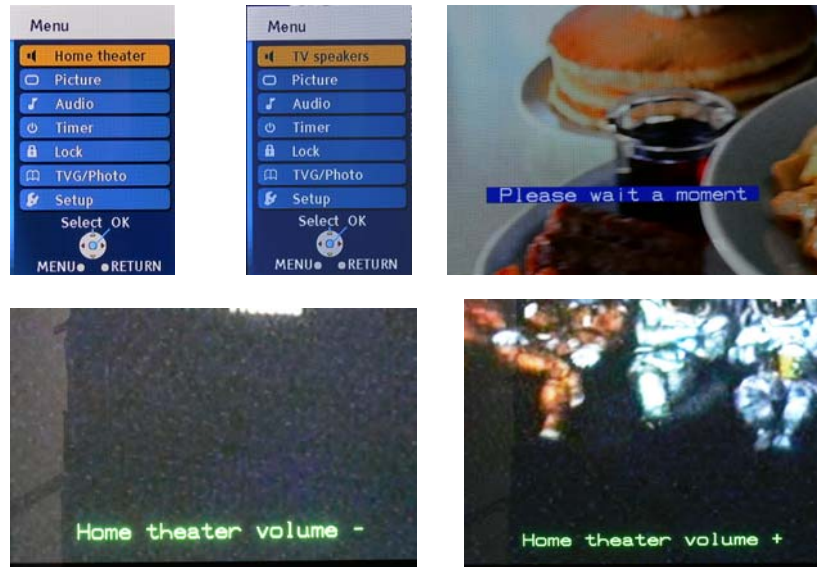 Menu
Home theater
Picture
Audio
Timer
Lock
TVG/Photo
Setup
Select OK
MENU RETURN
Menu
TV speakers
Picture
Audio
Timer
Lock
TVG/Photo
Setup
Select OK
MENU RETURN
Please wait a moment
Home theater volume -
Home theater volume +